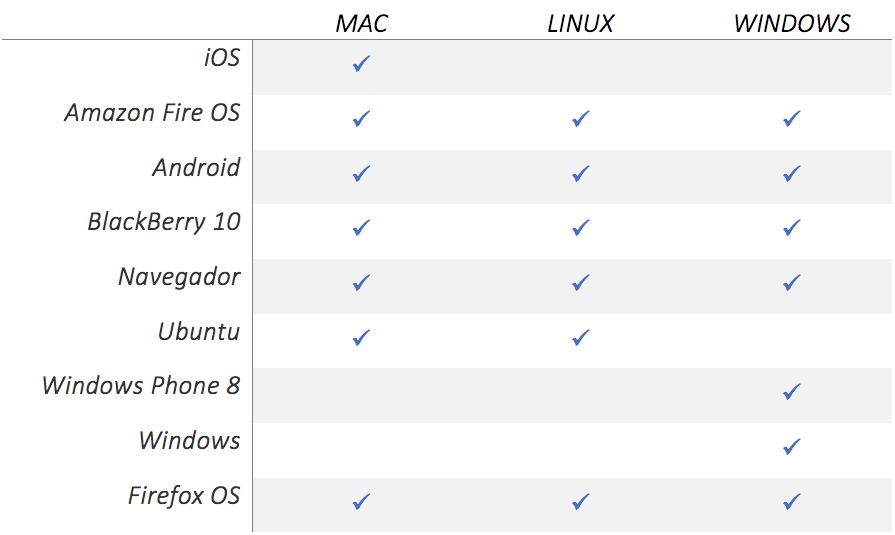 MAC LINUX WINDOWS
iOS ✓
Amazon Fire OS ✓ ✓ ✓
Android ✓ ✓ ✓
BlackBerry 10 ✓ ✓ ✓
Navegador ✓ ✓ ✓
Ubuntu ✓ ✓
Windows Phone 8 ✓
Windows ✓
Firefox OS ✓ ✓ ✓